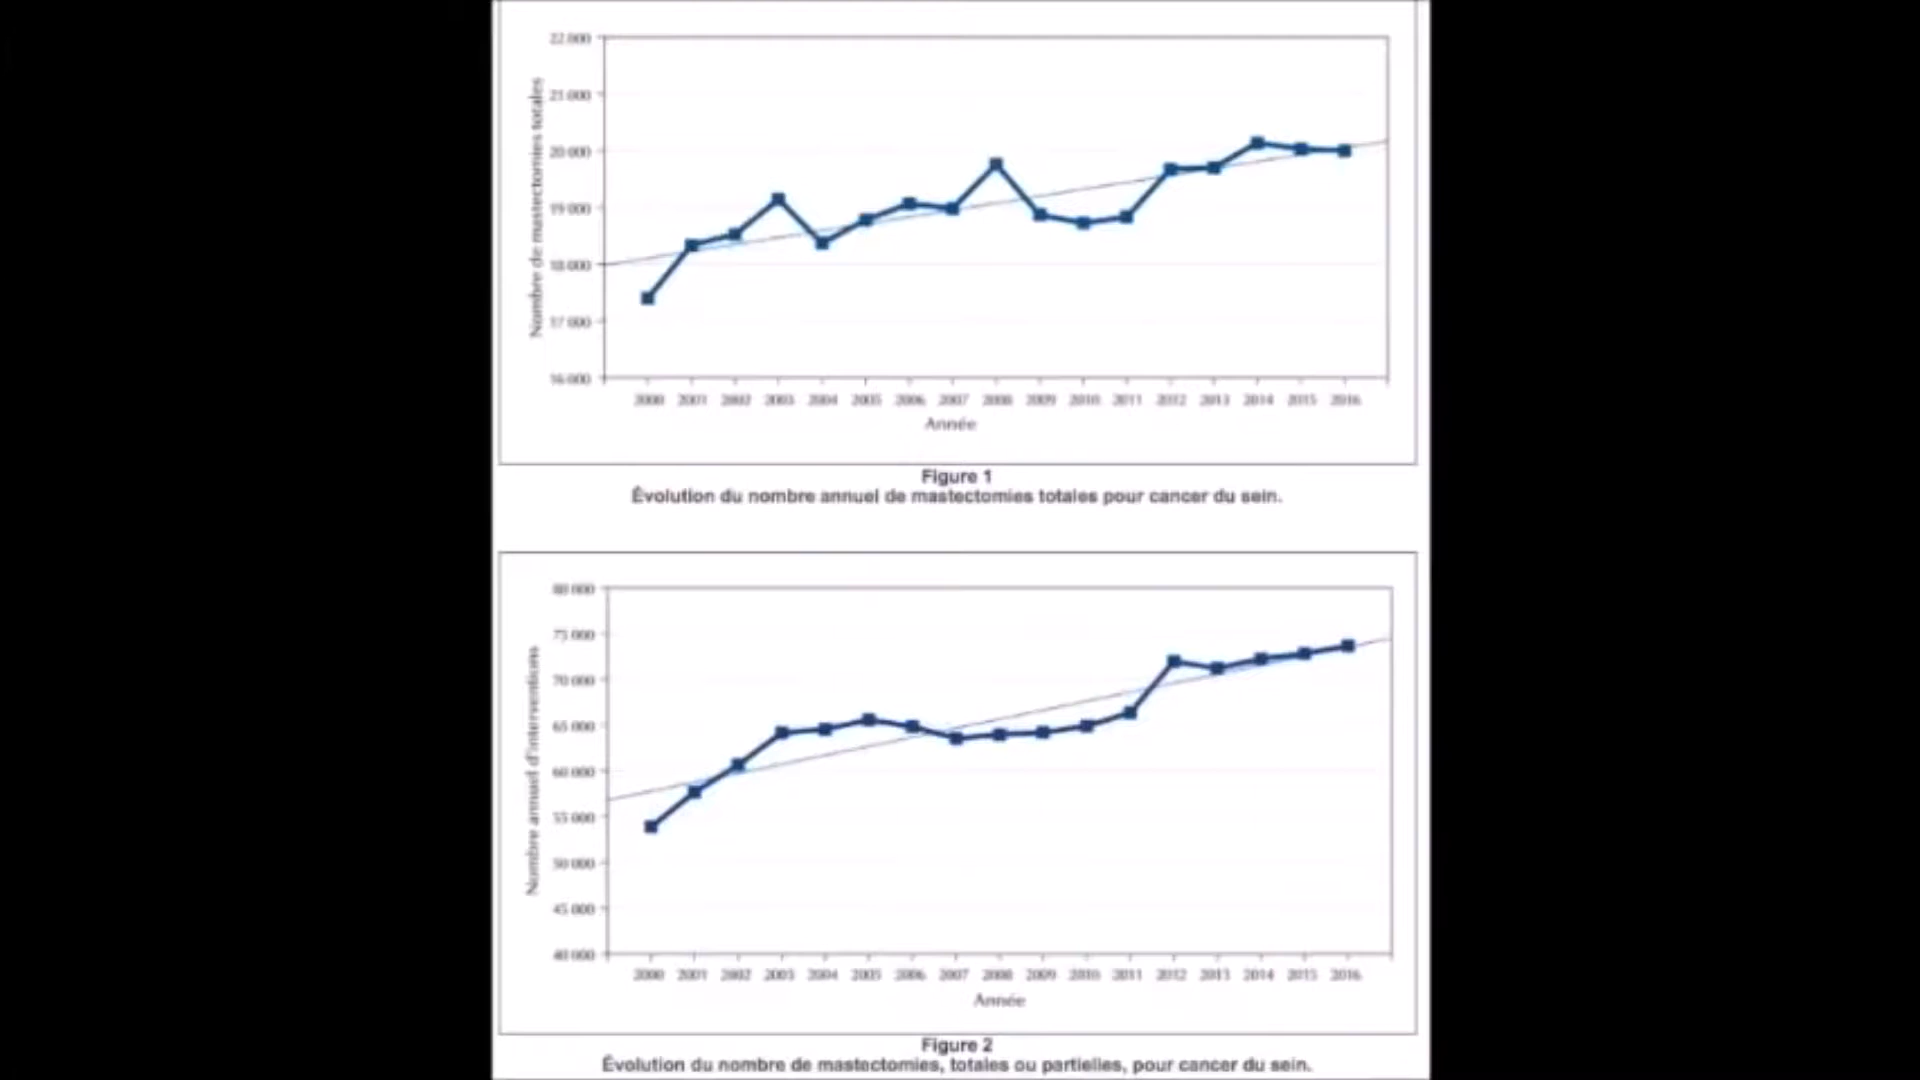 22 000
21 000
20 000
19 000
18 000
17 000
16 000
Nombre de mastectomies totales
2000 2001 2002 2003 2004 2005 2006 2007 2008 2009 2010 2011 2012 2013 2014 2015 2016
Année
Figure 1
Évolution du nombre annuel de mastectomies totales pour cancer du sein.
80 000
75 000
70 000
65 000
60 000
55 000
50 000
45 000
40 000
Nombre annuel d'interventions
2000 2001 2002 2003 2004 2005 2006 2007 2008 2009 2010 2011 2012 2013 2014 2015 2016
Année
Figure 2
Évolution du nombre de mastectomies, totales ou partielles, pour cancer du sein.